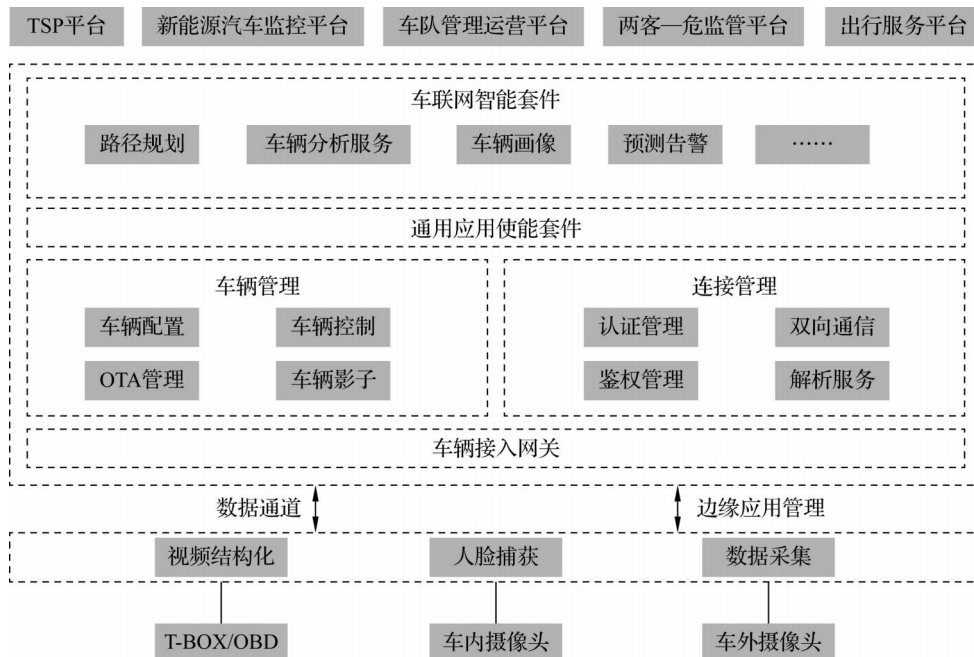 TSP平台 新能源汽车监控平台 车队管理运营平台 两客—危监管平台 出行服务平台
车联网智能套件
路径规划 车辆分析服务 车辆画像 预测告警 ……
通用应用使能套件
车辆管理 连接管理
车辆配置 车辆控制 认证管理 双向通信
OTA管理 车辆影子 鉴权管理 解析服务
车辆接入网关
数据通道 边缘应用管理
视频结构化 人脸捕获 数据采集
T-BOX/OBD 车内摄像头 车外摄像头